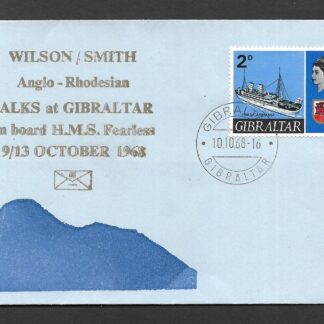 WILSON / SMITH
Anglo - Rhodesian
ALKS at GIBRALTAR
n board H.M.S. Fearless
9/13 OCTOBER 1968
2D
GIBRALTAR
GIBRALTAR
10.10.68-16
GIBRALTAR